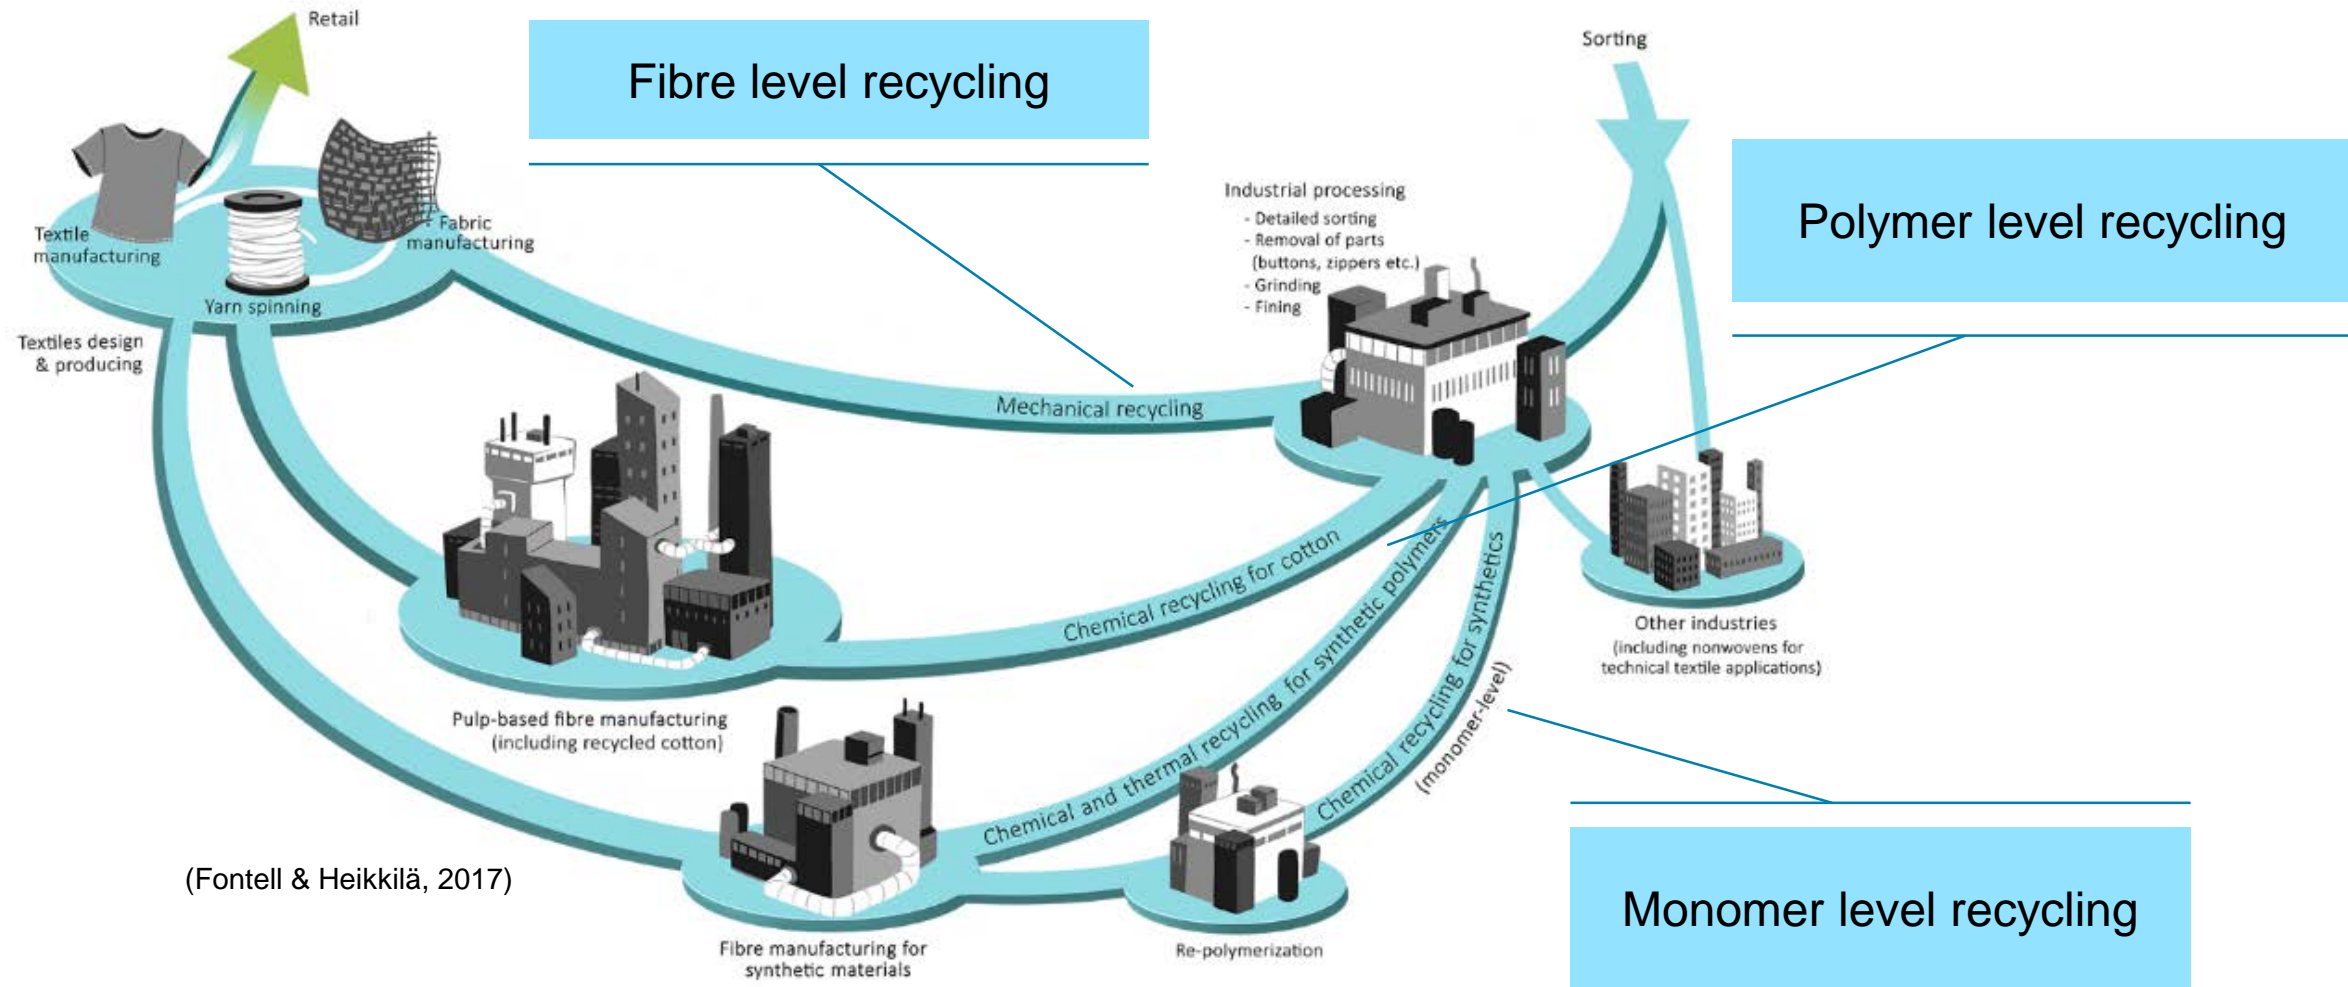 Retail
Fibre level recycling
Sorting
Polymer level recycling
Industrial processing
- Detailed sorting
- Removal of parts
(buttons, zippers etc.)
- Grinding
- Fining
Textile
manufacturing
Fabric
manufacturing
Yarn spinning
Textiles design
& producing
Mechanical recycling
Chemical recycling for cotton
Chemical and thermal recycling for synthetic polymers
Chemical recycling for synthetics
(monomer-level)
Other industries
(including nonwovens for
technical textile applications)
Pulp-based fibre manufacturing
(including recycled cotton)
(Fontell & Heikkilä, 2017)
Monomer level recycling
Fibre manufacturing for
synthetic materials
Re-polymerization